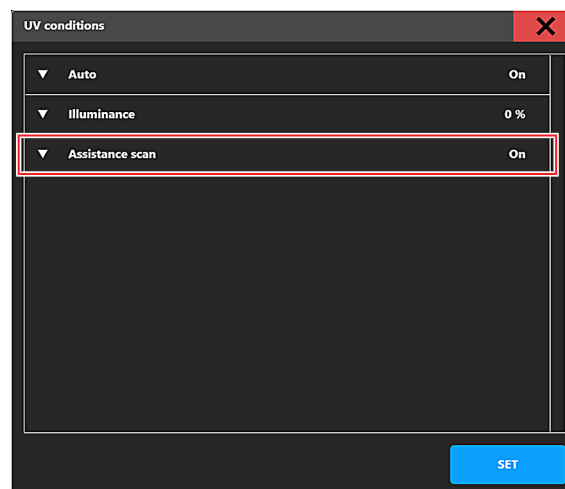 UV conditions
Auto On
Illuminance 0 %
Assistance scan On
SET